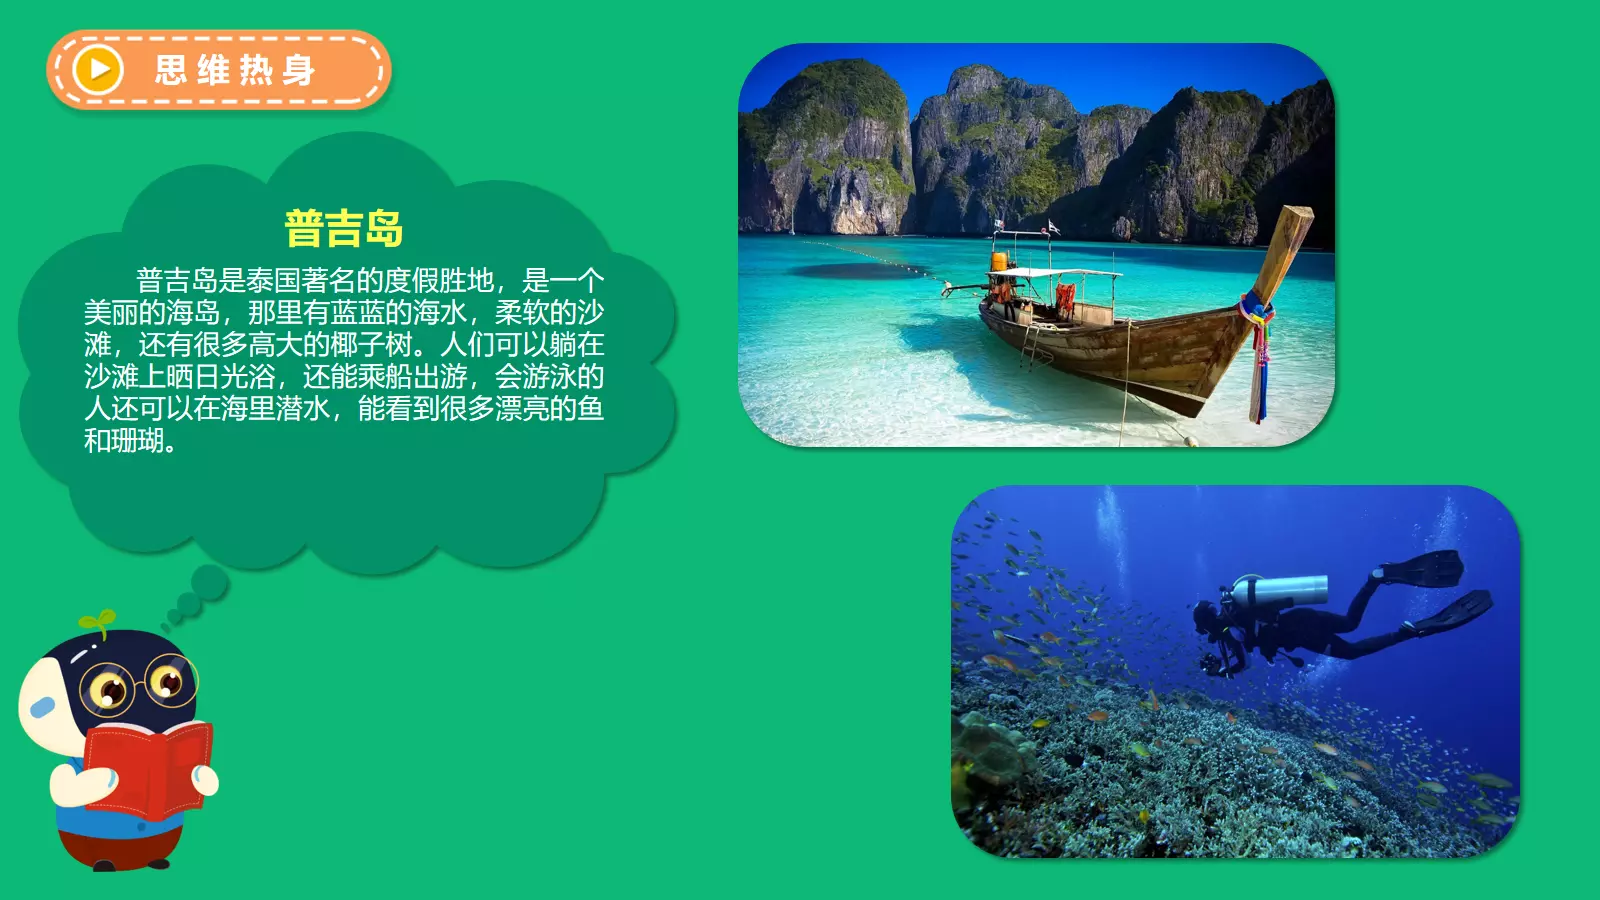 思维热身
普吉岛
普吉岛是泰国著名的度假胜地，是一个
美丽的海岛，那里有蓝蓝的海水，柔软的沙
滩，还有很多高大的椰子树。人们可以躺在
沙滩上晒日光浴，还能乘船出游，会游泳的
人还可以在海里潜水，能看到很多漂亮的鱼
和珊瑚。